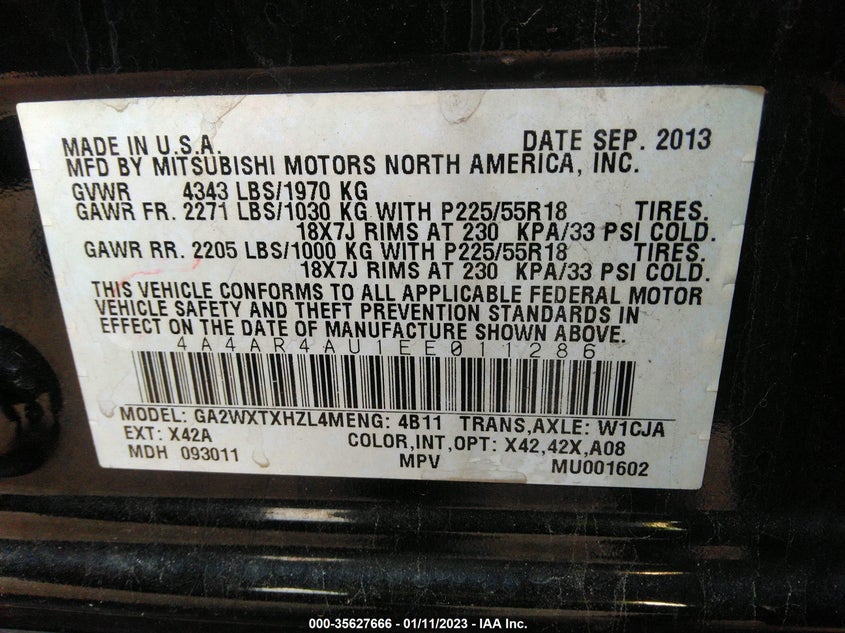 MADE IN U.S.A. DATE SEP. 2013
MFD BY MITSUBISHI MOTORS NORTH AMERICA, INC.
GVWR 4343 LBS/1970 KG
GAWR FR. 2271 LBS/1030 KG WITH P225/55R18 TIRES.
18X7J RIMS AT 230 KPA/33 PSI COLD.
GAWR RR. 2205 LBS/1000 KG WITH P225/55R18 TIRES.
18X7J RIMS AT 230 KPA/33 PSI COLD.
THIS VEHICLE CONFORMS TO ALL APPLICABLE FEDERAL MOTOR
VEHICLE SAFETY AND THEFT PREVENTION STANDARDS IN
EFFECT ON THE DATE OF MANUFACTURE SHOWN ABOVE.
4A4AR4AU1EE011286
MODEL: GA2WXTXHZL4MENG: 4B11 TRANS,AXLE: W1CJA
EXT: X42A COLOR,INT,OPT: X42,42X,A08
MDH 093011 MPV MU001602
000-35627666 - 01/11/2023 - IAA Inc.